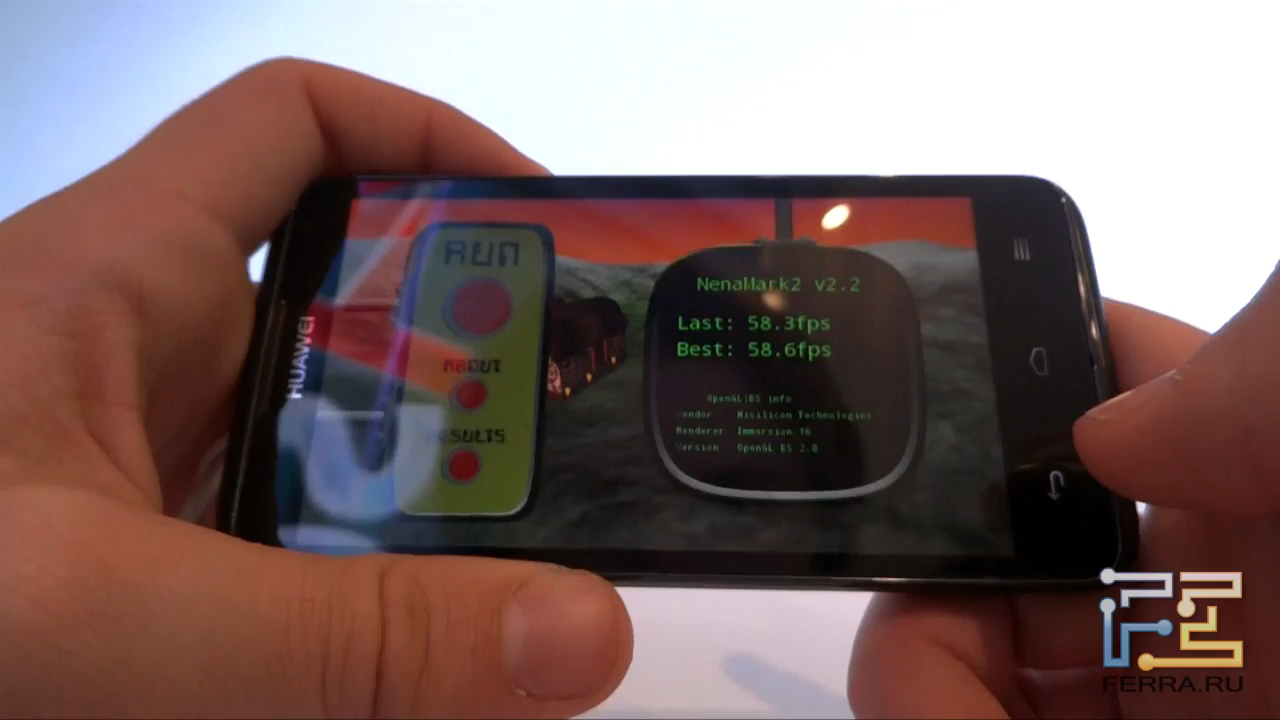 HUAWEI
RUN
ABOUT
RESULTS
NenaMark2 v2.2
Last: 58.3fps
Best: 58.6fps
OpenGL|ES info
Vendor Hisilicon Technologies
Renderer Immersion.16
Version OpenGL ES 2.0
FERRA.RU